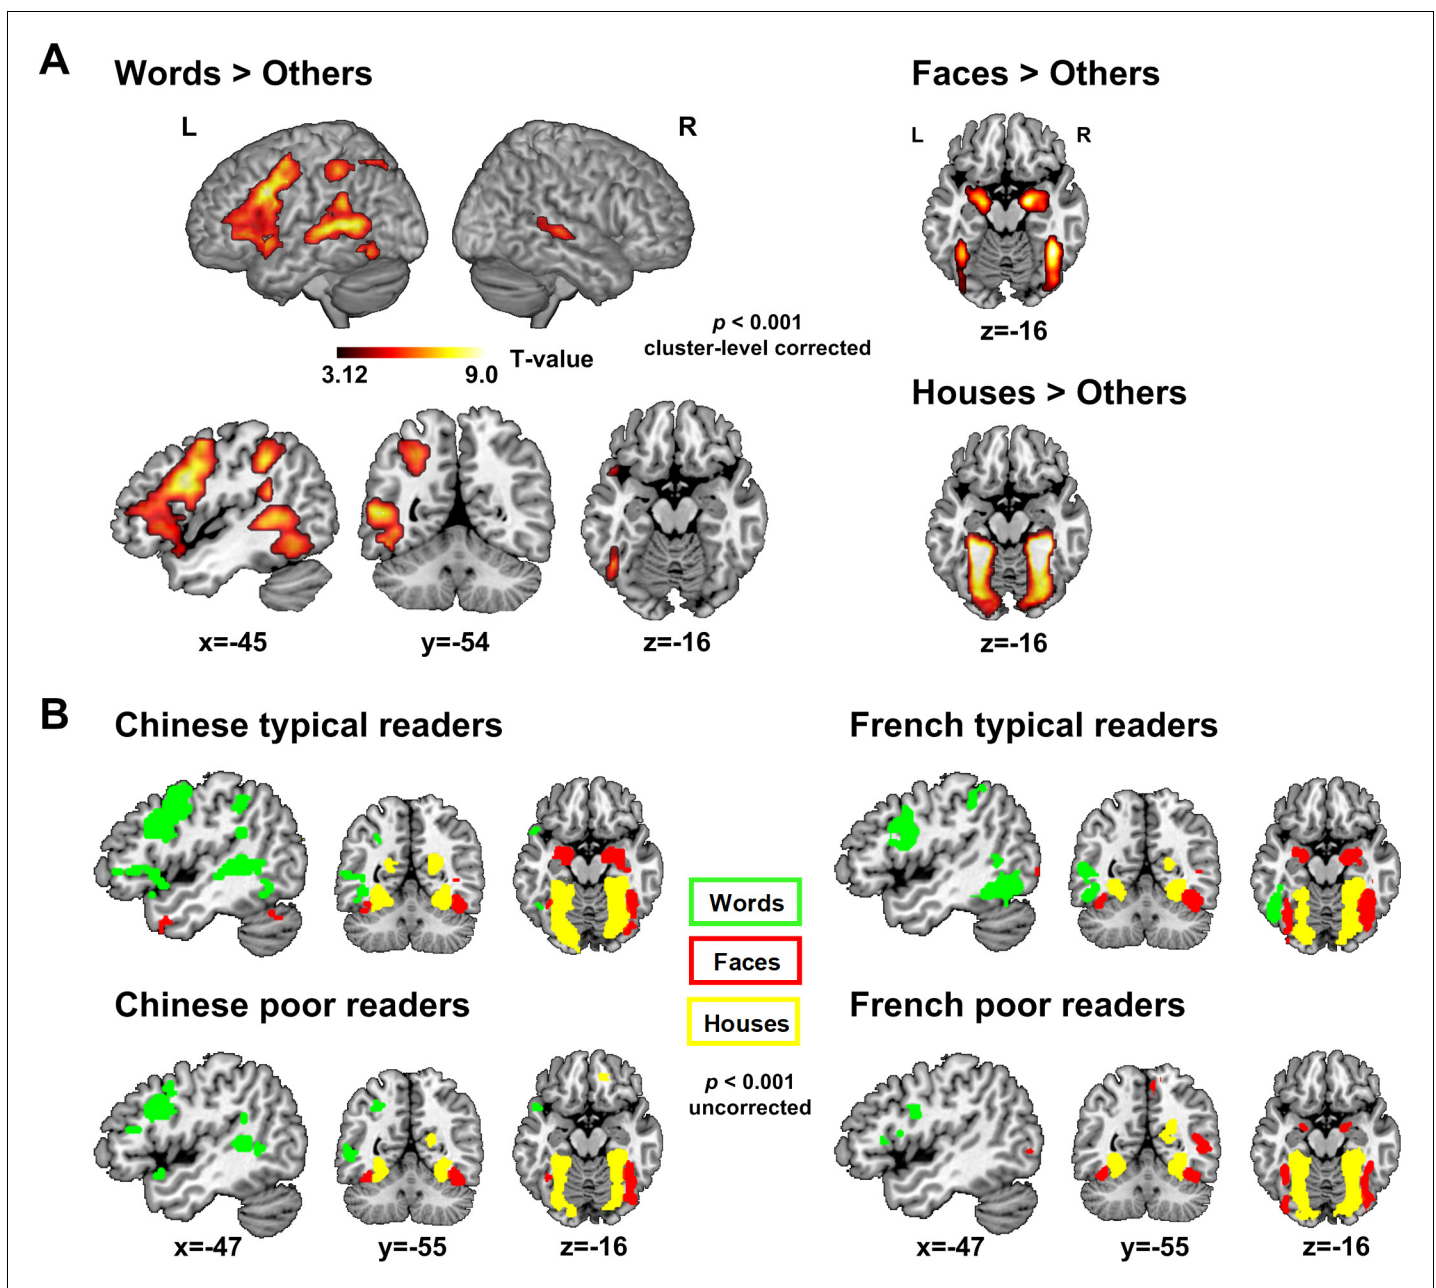 A
Words > Others
Faces > Others
L
R
L
R
p < 0.001
cluster-level corrected
z=-16
3.12
9.0
T-value
Houses > Others
x=-45
y=-54
z=-16
z=-16
B
Chinese typical readers
French typical readers
Words
Faces
Houses
Chinese poor readers
French poor readers
p < 0.001
uncorrected
x=-47
y=-55
z=-16
x=-47
y=-55
z=-16